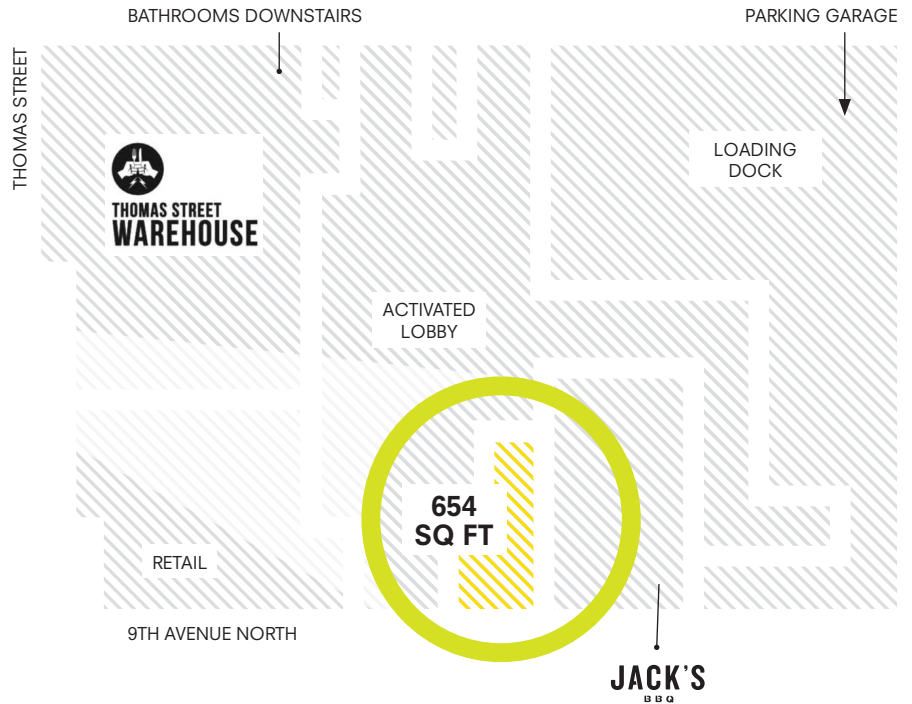 BATHROOMS DOWNSTAIRS
PARKING GARAGE
THOMAS STREET
LOADING
DOCK
THOMAS STREET
WAREHOUSE
ACTIVATED
LOBBY
654
SQ FT
RETAIL
9TH AVENUE NORTH
JACK'S
BBQ